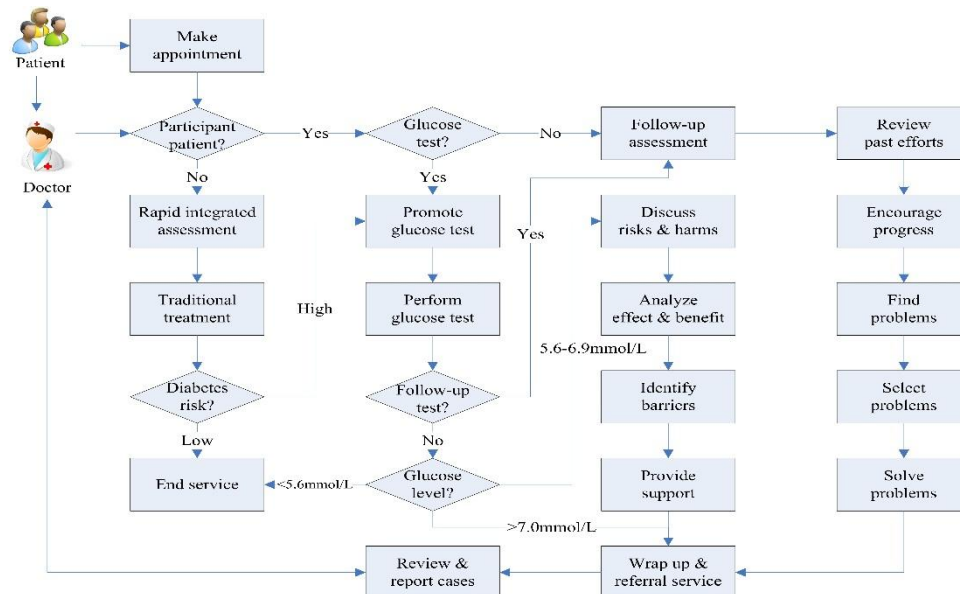 Make
appointment
Patient
Participant
patient?
Yes
Glucose
test?
No
Follow-up
assessment
Review
past efforts
Doctor
No
Yes
Rapid integrated
assessment
Promote
glucose test
Yes
Discuss
risks & harms
Encourage
progress
Traditional
treatment
High
Perform
glucose test
Analyze
effect & benefit
Find
problems
5.6-6.9mmol/L
Diabetes
risk?
Follow-up
test?
Identify
barriers
Select
problems
Low
No
End service
<5.6mmol/L
Glucose
level?
Provide
support
Solve
problems
>7.0mmol/L
Review &
report cases
Wrap up &
referral service